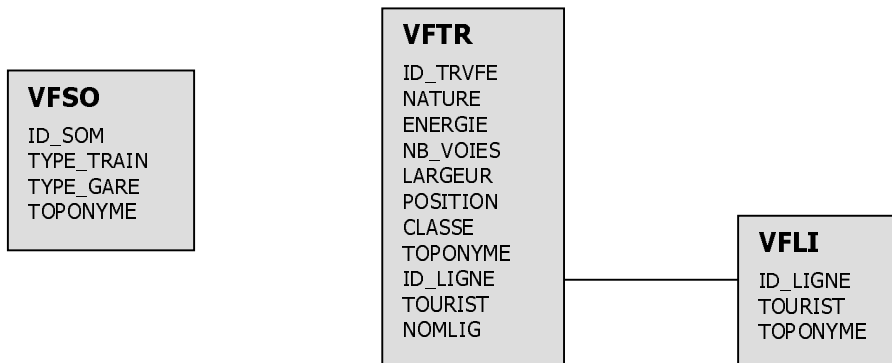 VFSO
ID_SOM
TYPE_TRAIN
TYPE_GARE
TOPONYME
VFTR
ID_TRVFE
NATURE
ENERGIE
NB_VOIES
LARGEUR
POSITION
CLASSE
TOPONYME
ID_LIGNE
TOURIST
NOMLIG
VFLI
ID_LIGNE
TOURIST
TOPONYME